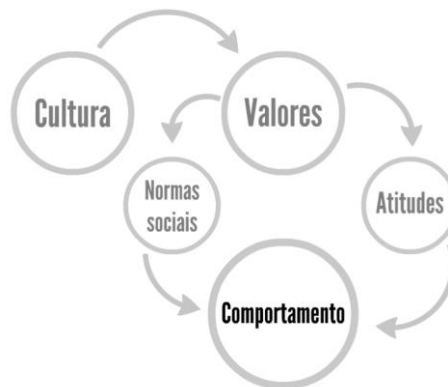 Cultura
Valores
Normas
sociais
Atitudes
Comportamento